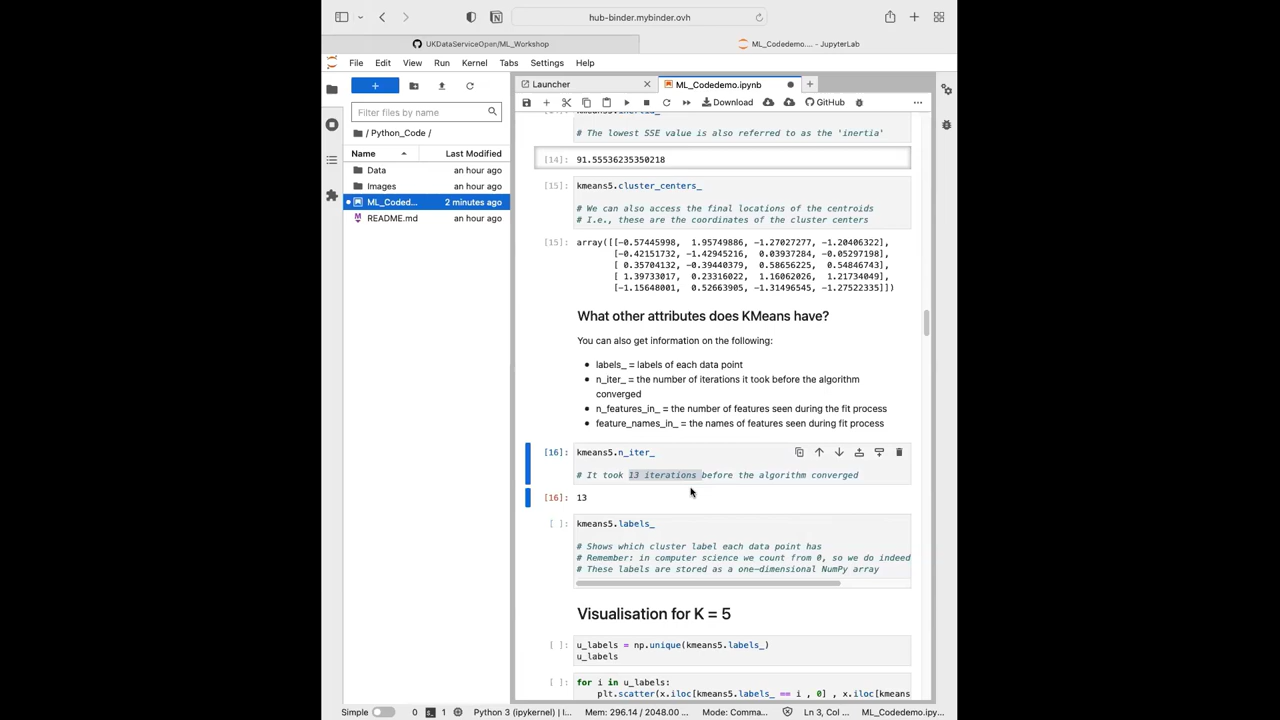 hub-binder.mybinder.ovh
UKDataServiceOpen/ML_Workshop
ML_Codedemo.... - JupyterLab
File Edit View Run Kernel Tabs Settings Help
Launcher
ML_Codedemo.ipynb
Filter files by name
Download
GitHub
/ Python_Code /
Name Last Modified
Data an hour ago
Images an hour ago
ML_Coded... 2 minutes ago
README.md an hour ago
# The lowest SSE value is also referred to as the 'inertia'
[14]: 91.55536235350218
[15]: kmeans5.cluster_centers_
# We can also access the final locations of the centroids
# I.e., these are the coordinates of the cluster centers
[15]: array([[-0.57445998, 1.95749886, -1.27027277, -1.20406322],
[-0.42151732, -1.42945216, 0.03937284, -0.05297198],
[ 0.35704132, -0.39440379, 0.58656225, 0.54846743],
[ 1.39733017, 0.23316022, 1.16062026, 1.21734049],
[-1.15648001, 0.52663905, -1.31496545, -1.27522335]])
What other attributes does KMeans have?
You can also get information on the following:
• labels_ = labels of each data point
• n_iter_ = the number of iterations it took before the algorithm
converged
• n_features_in_ = the number of features seen during the fit process
• feature_names_in_ = the names of features seen during fit process
[16]: kmeans5.n_iter_
# It took 13 iterations before the algorithm converged
[16]: 13
[ ]: kmeans5.labels_
# Shows which cluster label each data point has
# Remember: in computer science we count from 0, so we do indeed
# These labels are stored as a one-dimensional NumPy array
Visualisation for K = 5
[ ]: u_labels = np.unique(kmeans5.labels_)
u_labels
[ ]: for i in u_labels:
plt.scatter(x.iloc[kmeans5.labels_ == i , 0] , x.iloc[kmeans
Simple 0 1 Python 3 (ipykernel) | I... Mem: 296.14 / 2048.00 ... Mode: Comma... Ln 3, Col ... ML_Codedemo.ipy...